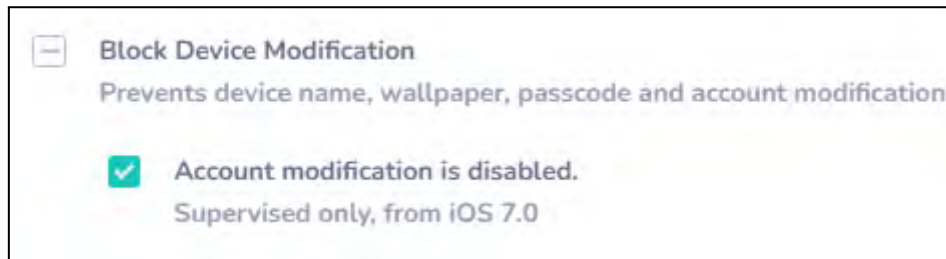 Block Device Modification
Prevents device name, wallpaper, passcode and account modification
Account modification is disabled.
Supervised only, from iOS 7.0